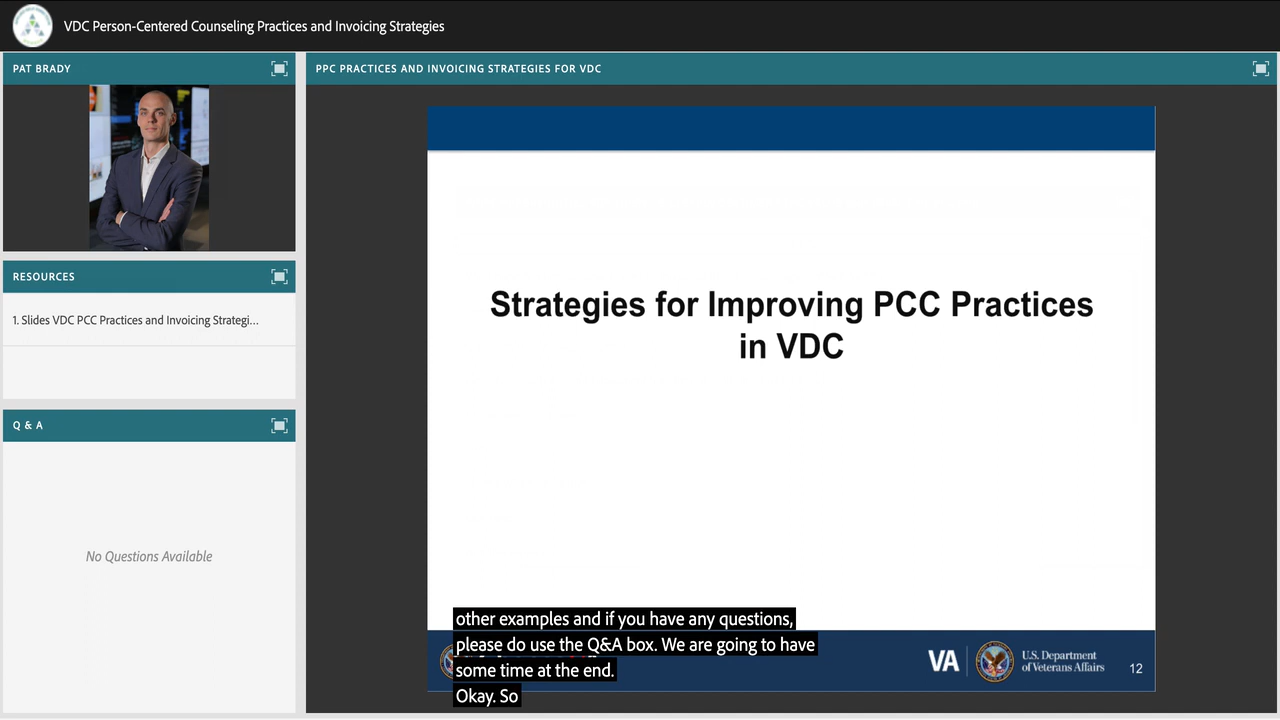 VDC Person-Centered Counseling Practices and Invoicing Strategies
PAT BRADY
RESOURCES
1. Slides VDC PCC Practices and Invoicing Strategi...
Q & A
No Questions Available
PPC PRACTICES AND INVOICING STRATEGIES FOR VDC
Strategies for Improving PCC Practices
in VDC
other examples and if you have any questions,
please do use the Q&A box. We are going to have
some time at the end.
Okay. So
VA
U.S. Department
of Veterans Affairs
12